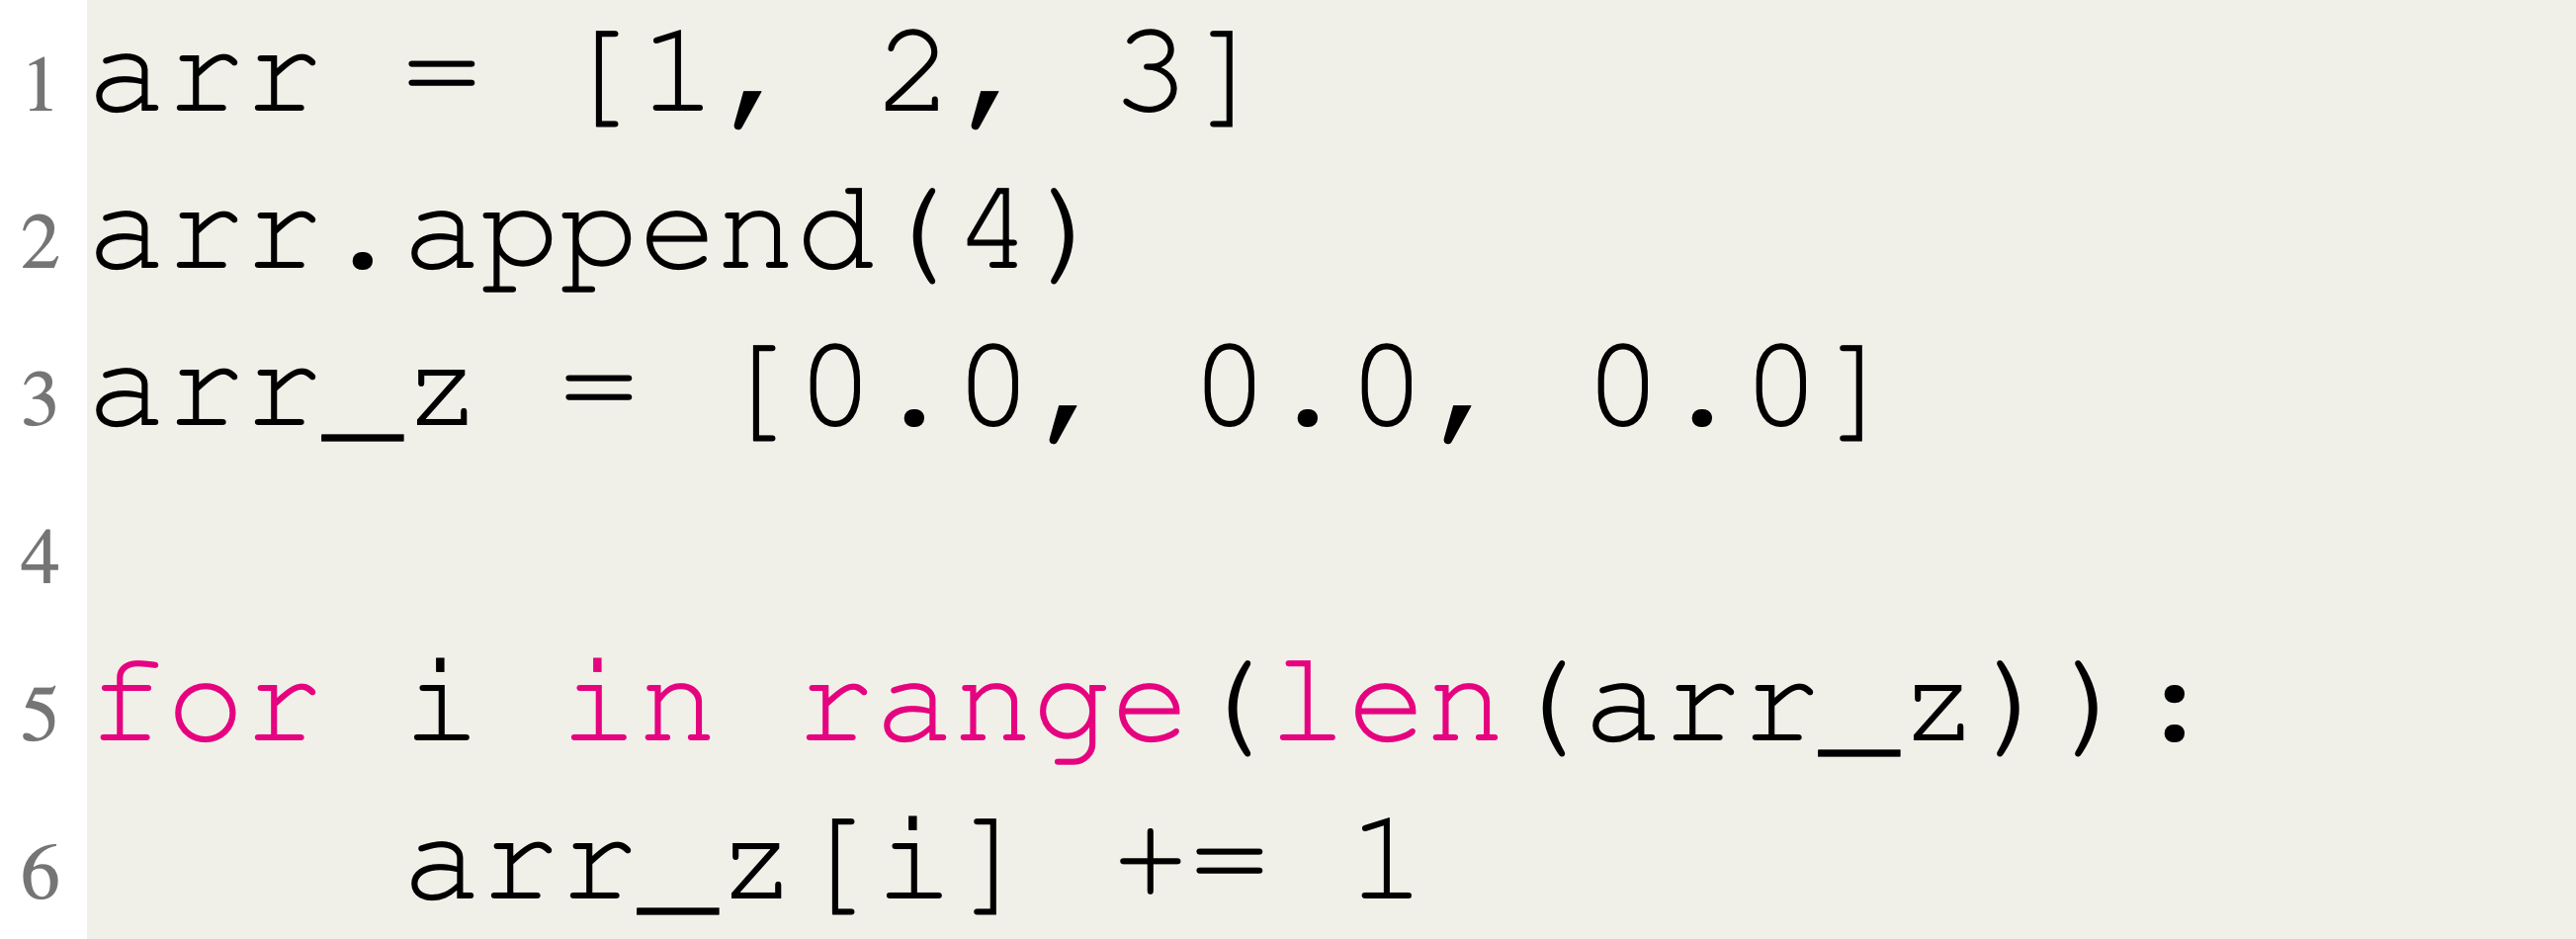 1 arr = [1, 2, 3]
2 arr.append(4)
3 arr_z = [0.0, 0.0, 0.0]
4
5 for i in range(len(arr_z)):
6     arr_z[i] += 1